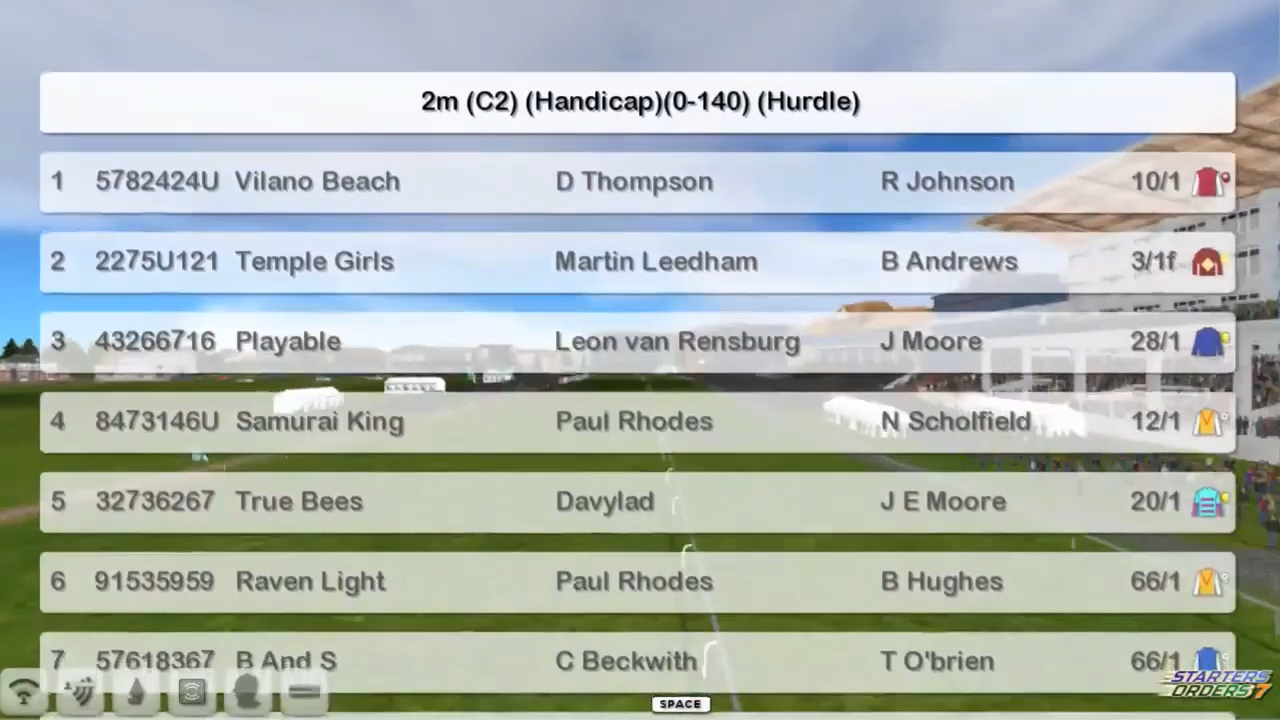 2m (C2) (Handicap)(0-140) (Hurdle)
1 5782424U Vilano Beach D Thompson R Johnson 10/1
2 2275U121 Temple Girls Martin Leedham B Andrews 3/1f
3 43266716 Playable Leon van Rensburg J Moore 28/1
4 8473146U Samurai King Paul Rhodes N Scholfield 12/1
5 32736267 True Bees Davylad J E Moore 20/1
6 91535959 Raven Light Paul Rhodes B Hughes 66/1
7 57618367 B And S C Beckwith T O'brien 66/1
SPACE
STARTERS
ORDERS 7